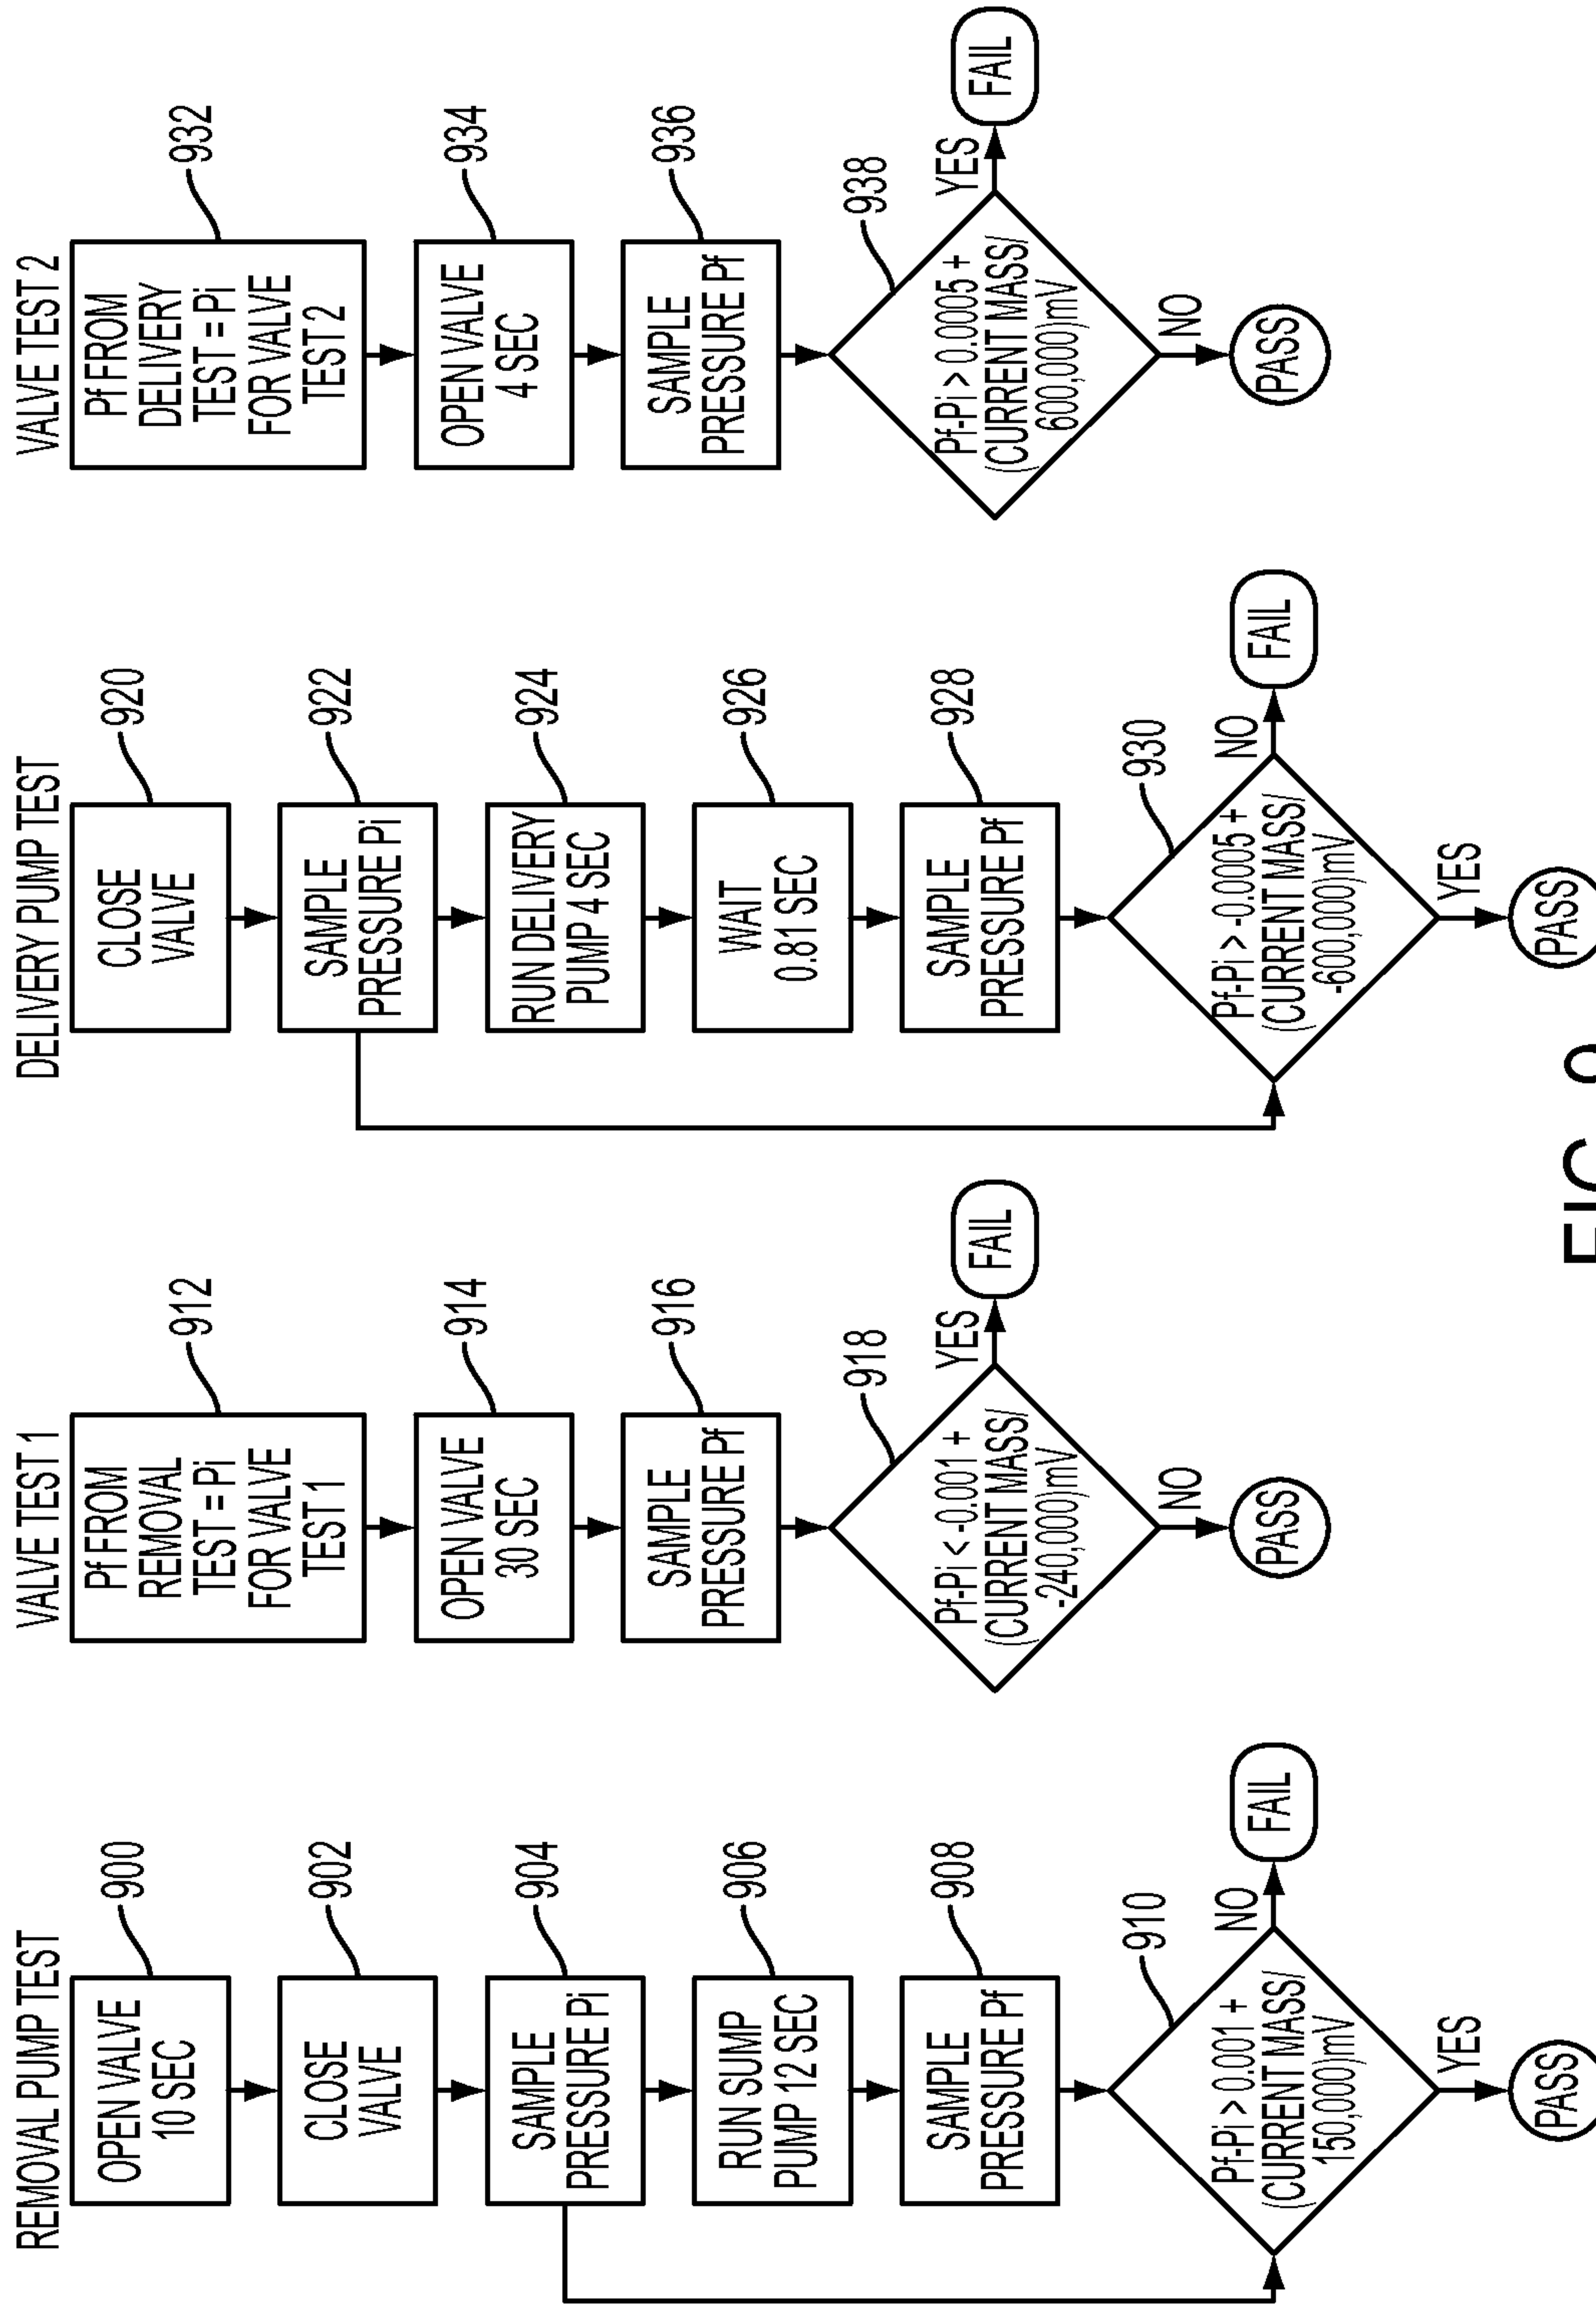 REMOVAL PUMP TEST
OPEN VALVE
10 SEC
900
CLOSE
VALVE
902
SAMPLE
PRESSURE Pi
904
RUN SUMP
PUMP 12 SEC
906
SAMPLE
PRESSURE Pf
908
Pf-Pi > 0.001 +
(CURRENT MASS/
150,000)mV
910
NO
FAIL
YES
PASS
VALVE TEST 1
Pf FROM
REMOVAL
TEST = Pi
FOR VALVE
TEST 1
912
OPEN VALVE
30 SEC
914
SAMPLE
PRESSURE Pf
916
Pf-Pi < -0.001 +
(CURRENT MASS/
-240,000)mV
918
YES
FAIL
NO
PASS
DELIVERY PUMP TEST
CLOSE
VALVE
920
SAMPLE
PRESSURE Pi
922
RUN DELIVERY
PUMP 4 SEC
924
WAIT
0.81 SEC
926
SAMPLE
PRESSURE Pf
928
Pf-Pi > -0.0005 +
(CURRENT MASS/
-600,000)mV
930
NO
FAIL
YES
PASS
VALVE TEST 2
Pf FROM
DELIVERY
TEST = Pi
FOR VALVE
TEST 2
932
OPEN VALVE
4 SEC
934
SAMPLE
PRESSURE Pf
936
Pf-Pi > 0.0005 +
(CURRENT MASS/
600,000)mV
938
YES
FAIL
NO
PASS
FIG.